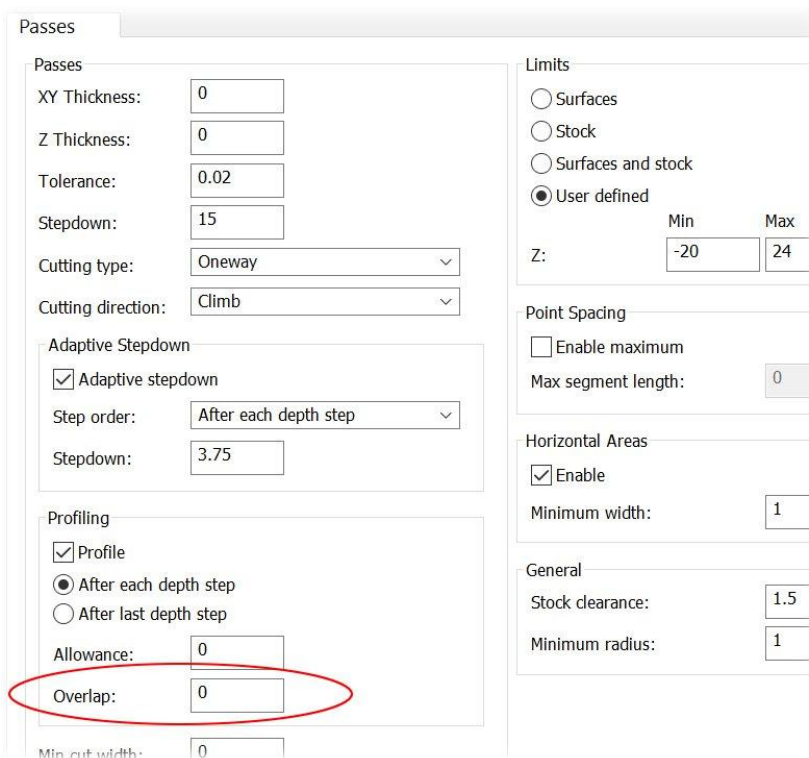 Passes
Passes
XY Thickness: 0
Z Thickness: 0
Tolerance: 0.02
Stepdown: 15
Cutting type: Oneway
Cutting direction: Climb
Adaptive Stepdown
Adaptive stepdown
Step order: After each depth step
Stepdown: 3.75
Profiling
Profile
After each depth step
After last depth step
Allowance: 0
Overlap: 0
Min cut width: 0
Limits
Surfaces
Stock
Surfaces and stock
User defined
Min Max
Z: -20 24
Point Spacing
Enable maximum
Max segment length: 0
Horizontal Areas
Enable
Minimum width: 1
General
Stock clearance: 1.5
Minimum radius: 1